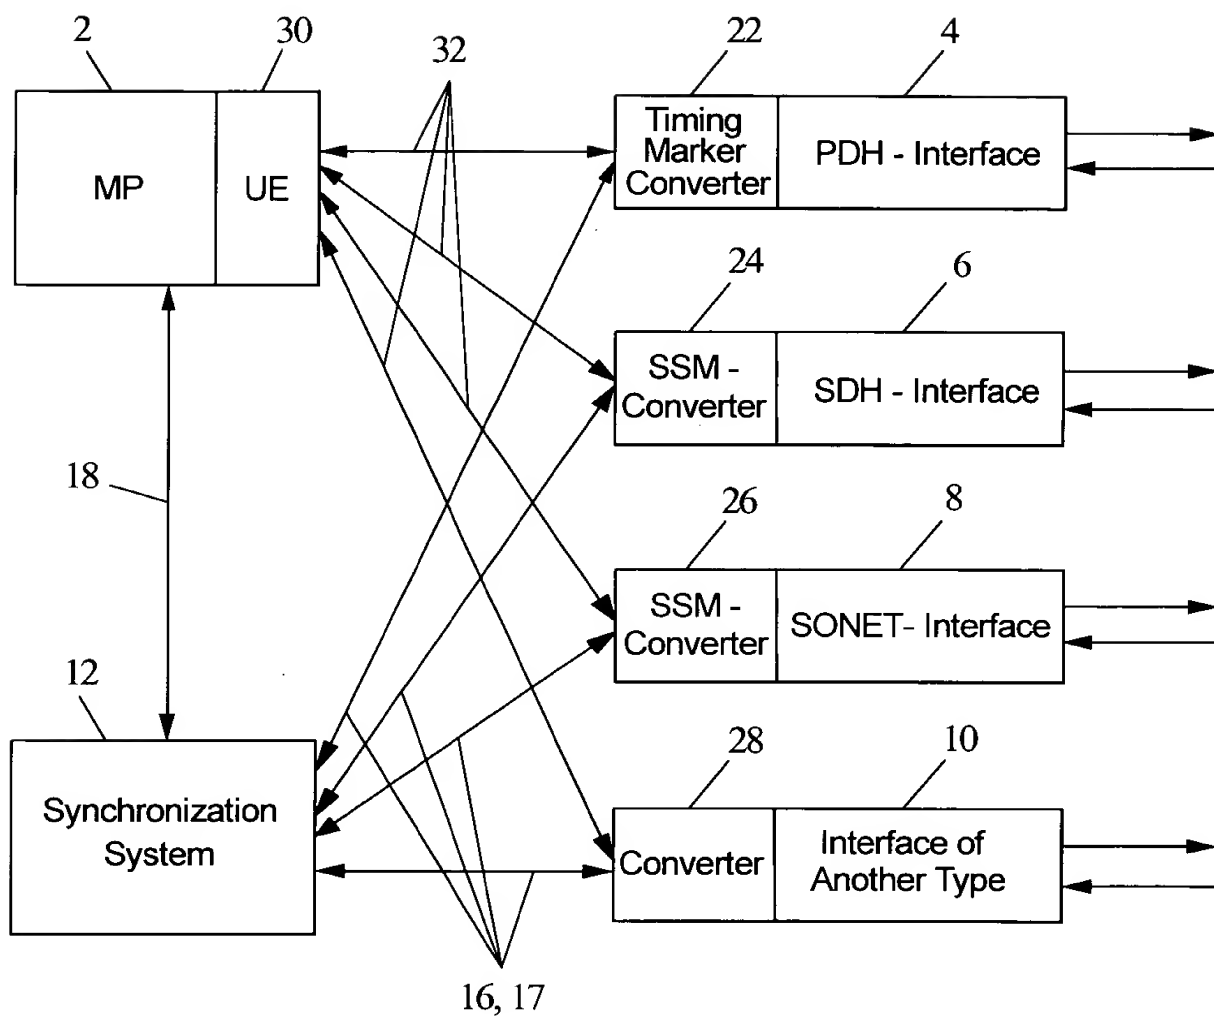 2
30
32
22
4
MP
UE
Timing
Marker
Converter
PDH - Interface
24
6
SSM -
Converter
SDH - Interface
18
26
8
SSM -
Converter
SONET- Interface
12
28
10
Synchronization
System
Converter
Interface of
Another Type
16, 17